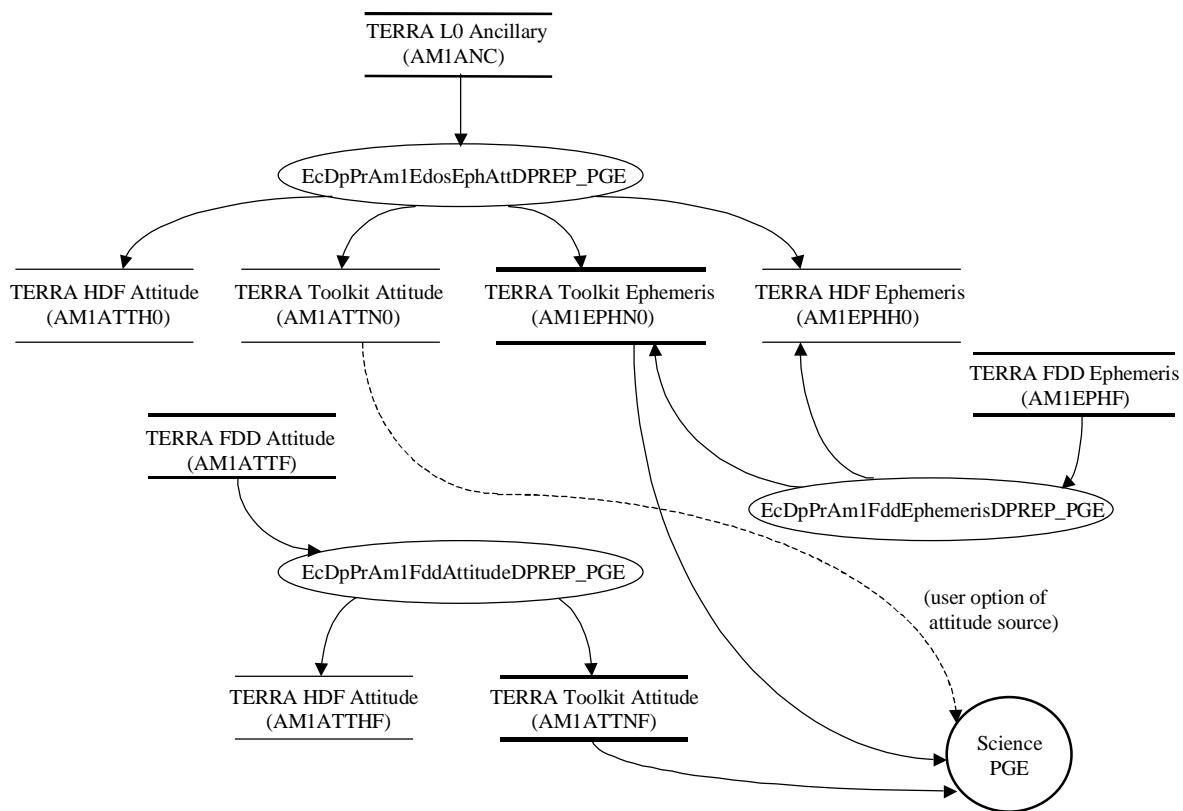 TERRA L0 Ancillary
(AM1ANC)
EcDpPrAm1EdosEphAttDPREP_PGE
TERRA HDF Attitude
(AM1ATTH0)
TERRA Toolkit Attitude
(AM1ATTN0)
TERRA Toolkit Ephemeris
(AM1EPHN0)
TERRA HDF Ephemeris
(AM1EPHH0)
TERRA FDD Ephemeris
(AM1EPHF)
TERRA FDD Attitude
(AM1ATTF)
EcDpPrAm1FddEphemerisDPREP_PGE
EcDpPrAm1FddAttitudeDPREP_PGE
(user option of
attitude source)
TERRA HDF Attitude
(AM1ATTHF)
TERRA Toolkit Attitude
(AM1ATTNF)
Science
PGE